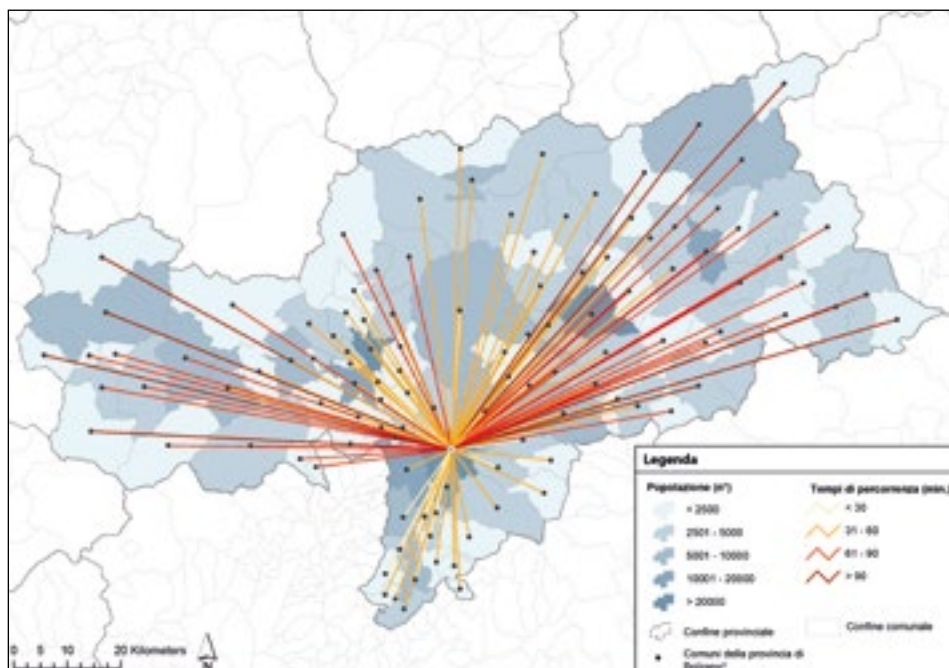 Legenda
Popolazione (n°)
< 2500
2501 - 5000
5001 - 10000
10001 - 20000
> 20000
Confine provinciale
Comuni della provincia di
Tempi di percorrenza (min.)
< 30
31 - 60
61 - 90
> 90
Confine comunale
0 5 10 20 Kilometers
N